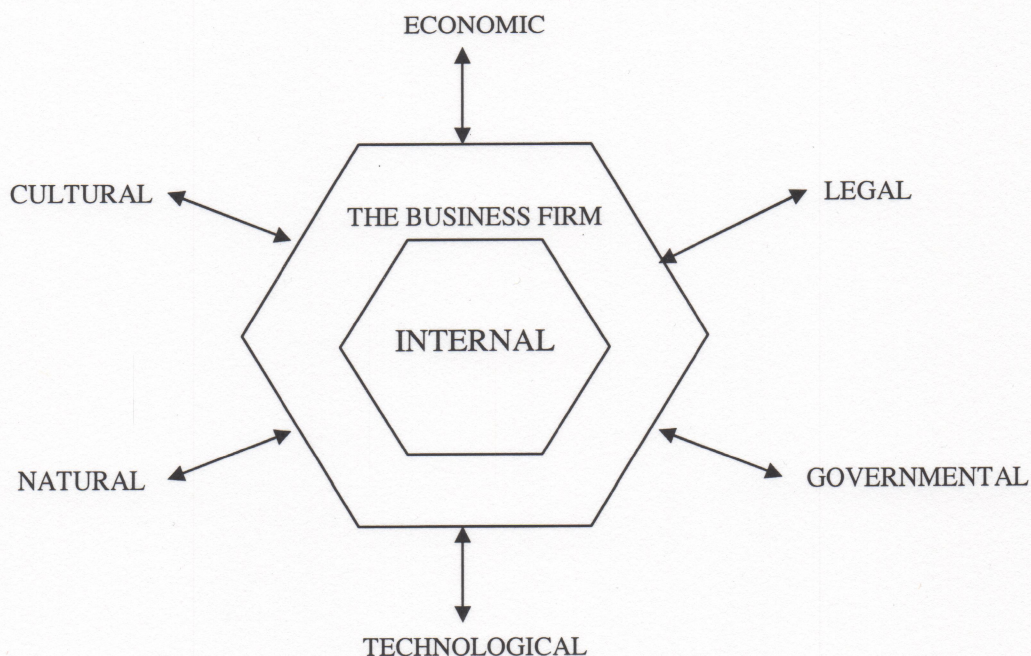 ECONOMIC
CULTURAL
LEGAL
THE BUSINESS FIRM
INTERNAL
NATURAL
GOVERNMENTAL
TECHNOLOGICAL